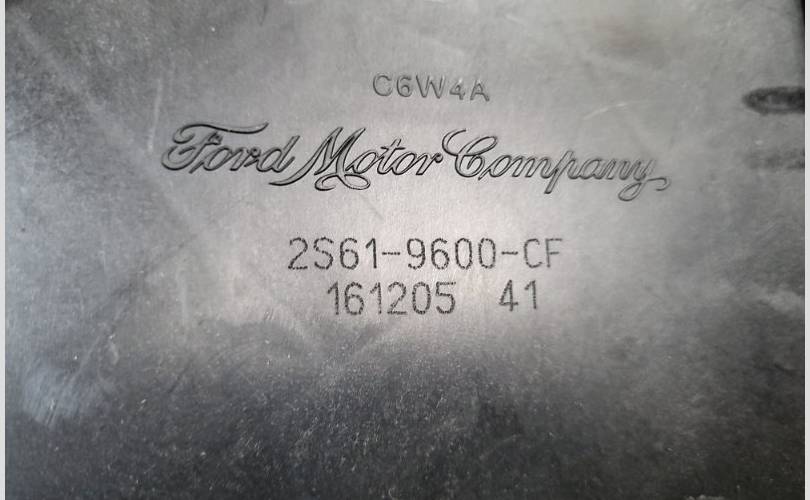 C6W4A
Ford Motor Company
2S61-9600-CF
161205 41